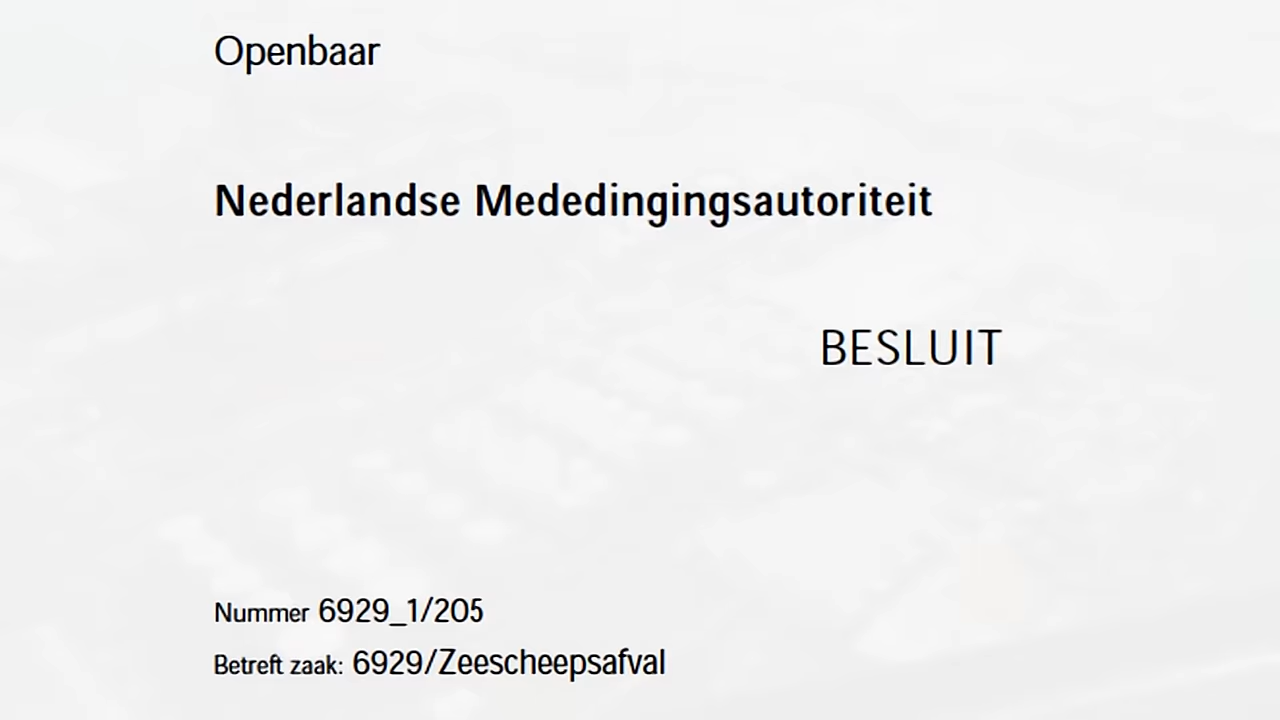 Openbaar
Nederlandse Mededingingsautoriteit
BESLUIT
Nummer 6929_1/205
Betreft zaak: 6929/Zeescheepsafval